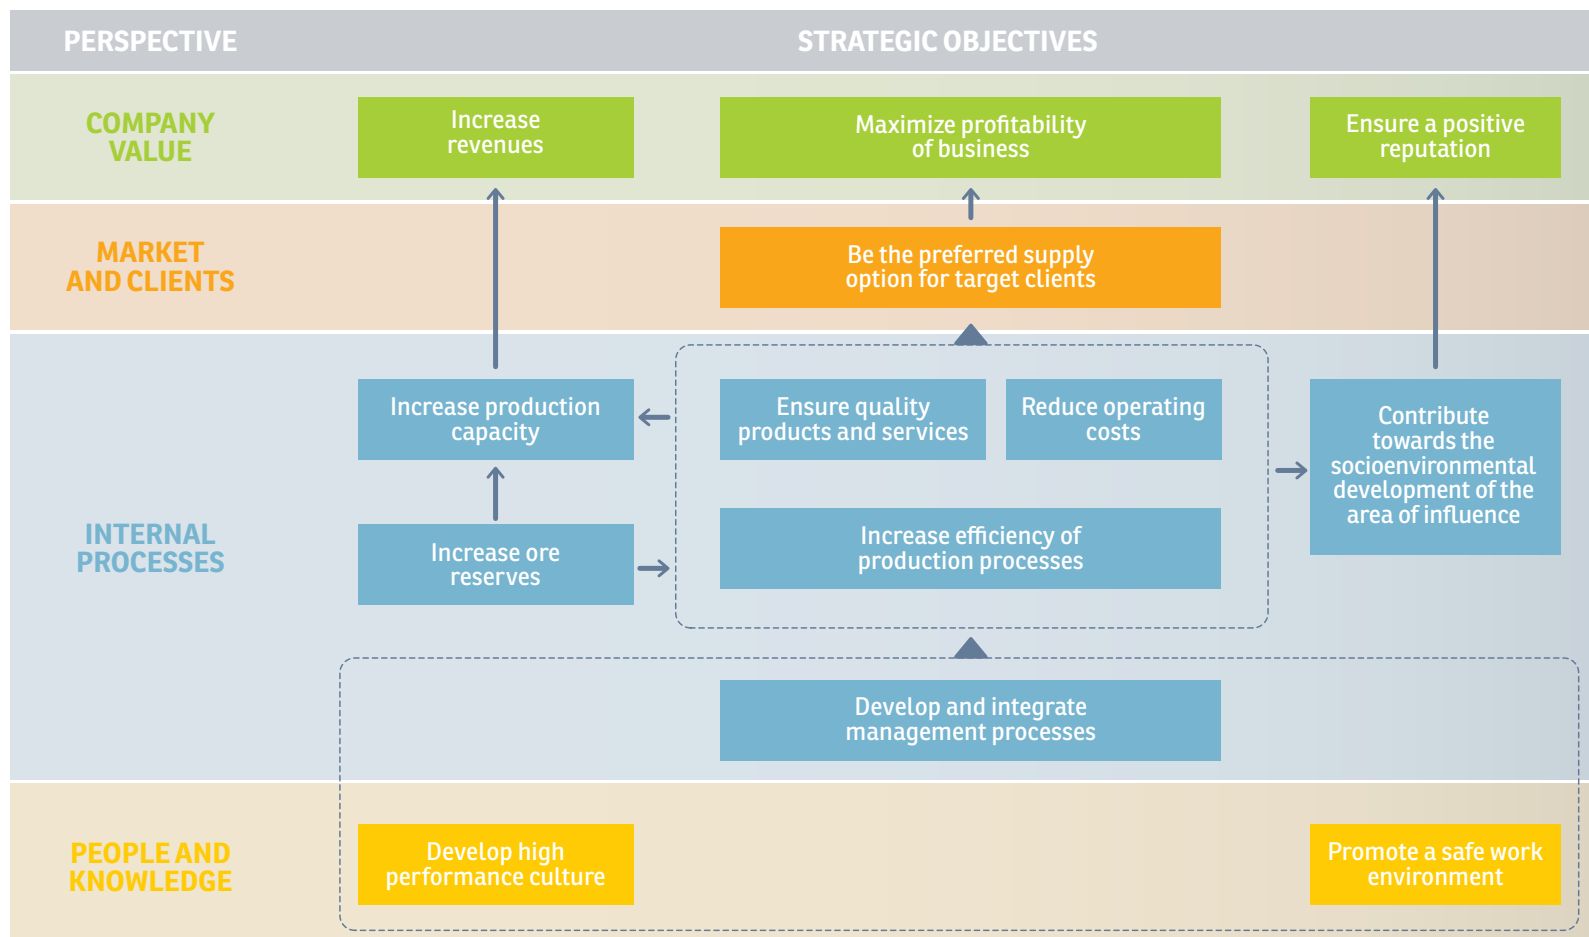 PERSPECTIVE
STRATEGIC OBJECTIVES
COMPANY
VALUE
Increase
revenues
Maximize profitability
of business
Ensure a positive
reputation
MARKET
AND CLIENTS
Be the preferred supply
option for target clients
INTERNAL
PROCESSES
Increase production
capacity
Ensure quality
products and services
Reduce operating
costs
Contribute
towards the
socioenvironmental
development of the
area of influence
Increase ore
reserves
Increase efficiency of
production processes
Develop and integrate
management processes
PEOPLE AND
KNOWLEDGE
Develop high
performance culture
Promote a safe work
environment